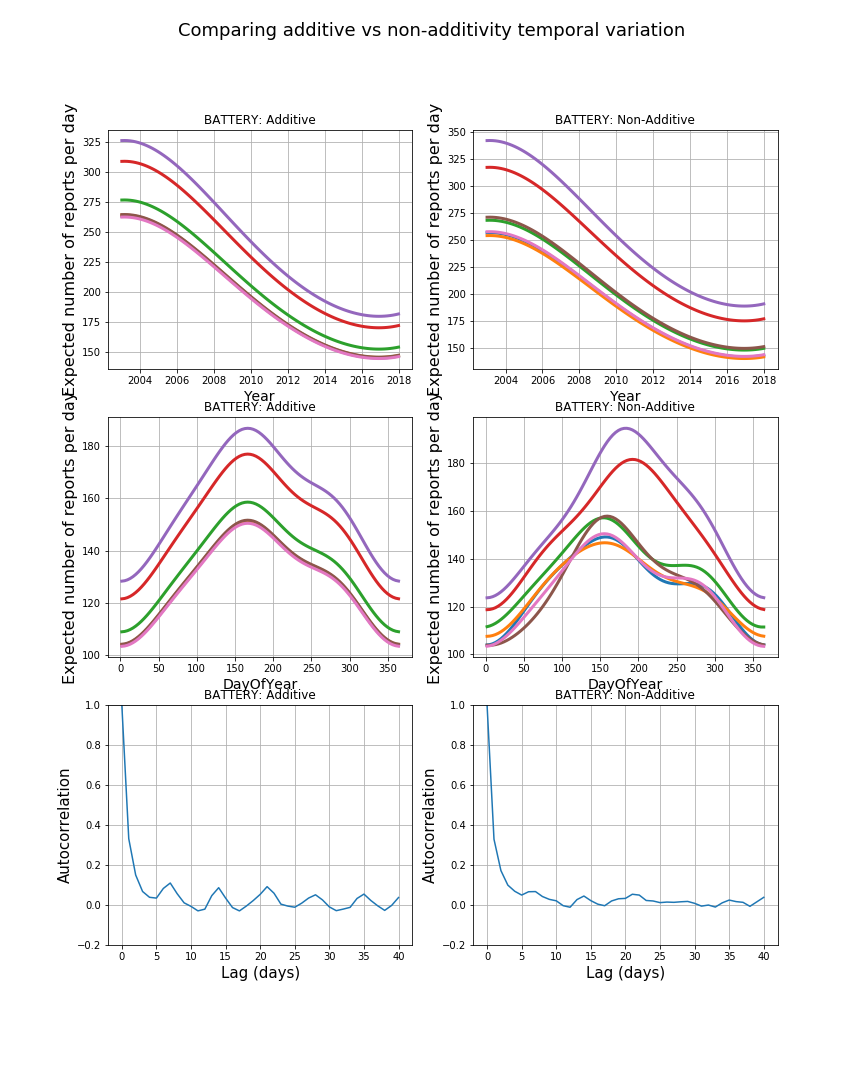 Comparing additive vs non-additivity temporal variation
BATTERY: Additive
Expected number of reports per day
325
300
275
250
225
200
175
150
2004 2006 2008 2010 2012 2014 2016 2018
Year
BATTERY: Non-Additive
Expected number of reports per day
350
325
300
275
250
225
200
175
150
2004 2006 2008 2010 2012 2014 2016 2018
Year
BATTERY: Additive
Expected number of reports per day
180
160
140
120
100
0 50 100 150 200 250 300 350
DayOfYear
BATTERY: Non-Additive
Expected number of reports per day
180
160
140
120
100
0 50 100 150 200 250 300 350
DayOfYear
BATTERY: Additive
Autocorrelation
1.0
0.8
0.6
0.4
0.2
0.0
−0.2
0 5 10 15 20 25 30 35 40
Lag (days)
BATTERY: Non-Additive
Autocorrelation
1.0
0.8
0.6
0.4
0.2
0.0
−0.2
0 5 10 15 20 25 30 35 40
Lag (days)